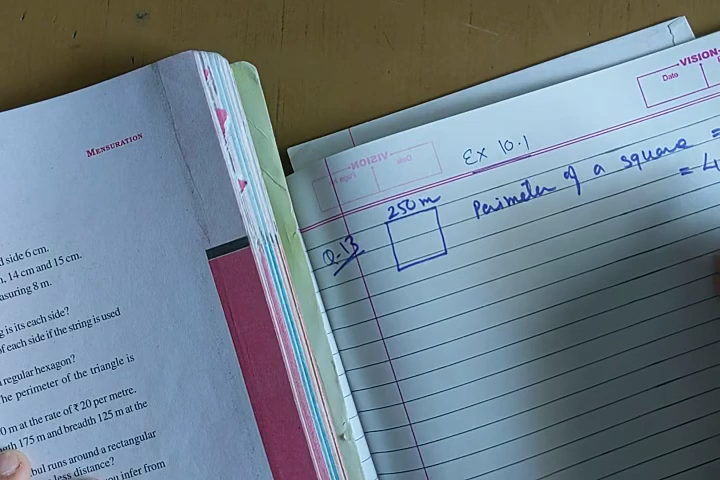 MENSURATION
side 6 cm.
, 14 cm and 15 cm.
asuring 8 m.
g is its each side?
of each side if the string is used
regular hexagon?
he perimeter of the triangle is
0 m at the rate of ₹ 20 per metre.
gth 175 m and breadth 125 m at the
bul runs around a rectangular
less distance?
ou infer from
VISION
Date
Ex 10.1
Q.13
250 m
Perimeter of a square =
= 4